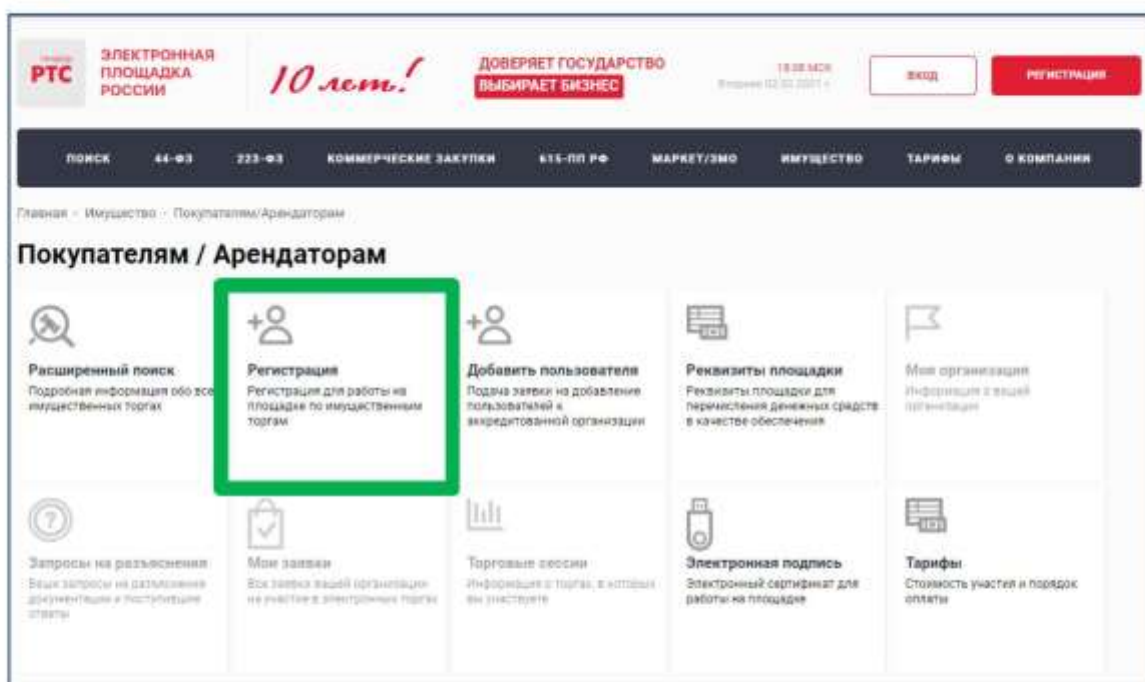 РТС
ЭЛЕКТРОННАЯ
ПЛОЩАДКА
РОССИИ
10 лет!
ДОВЕРЯЕТ ГОСУДАРСТВО
ВЫБИРАЕТ БИЗНЕС
ВХОД
РЕГИСТРАЦИЯ
ПОИСК 44-ФЗ 223-ФЗ КОММЕРЧЕСКИЕ ЗАКУПКИ 615-ПП РФ МАРКЕТ/ЗМО ИМУЩЕСТВО ТАРИФЫ О КОМПАНИИ
Главная - Имущество - Покупателям/Арендаторам
Покупателям / Арендаторам
Расширенный поиск
Подробная информация обо все
имущественных торгах
Регистрация
Регистрация для работы на
площадке по имущественным
торгам
Добавить пользователя
Подача заявки на добавление
пользователей к
аккредитованной организации
Реквизиты площадки
Реквизиты площадки для
перечисления денежных средств
в качестве обеспечения
Моя организация
Информация о вашей
организации
Запросы на разъяснения
Ваши запросы на разъяснения
документации и поступившие
ответы
Мои заявки
Все заявки вашей организации
на участие в электронных торгах
Торговые сессии
Информация о торгах, в которых
вы участвуете
Электронная подпись
Электронный сертификат для
работы на площадке
Тарифы
Стоимость участия и порядок
оплаты